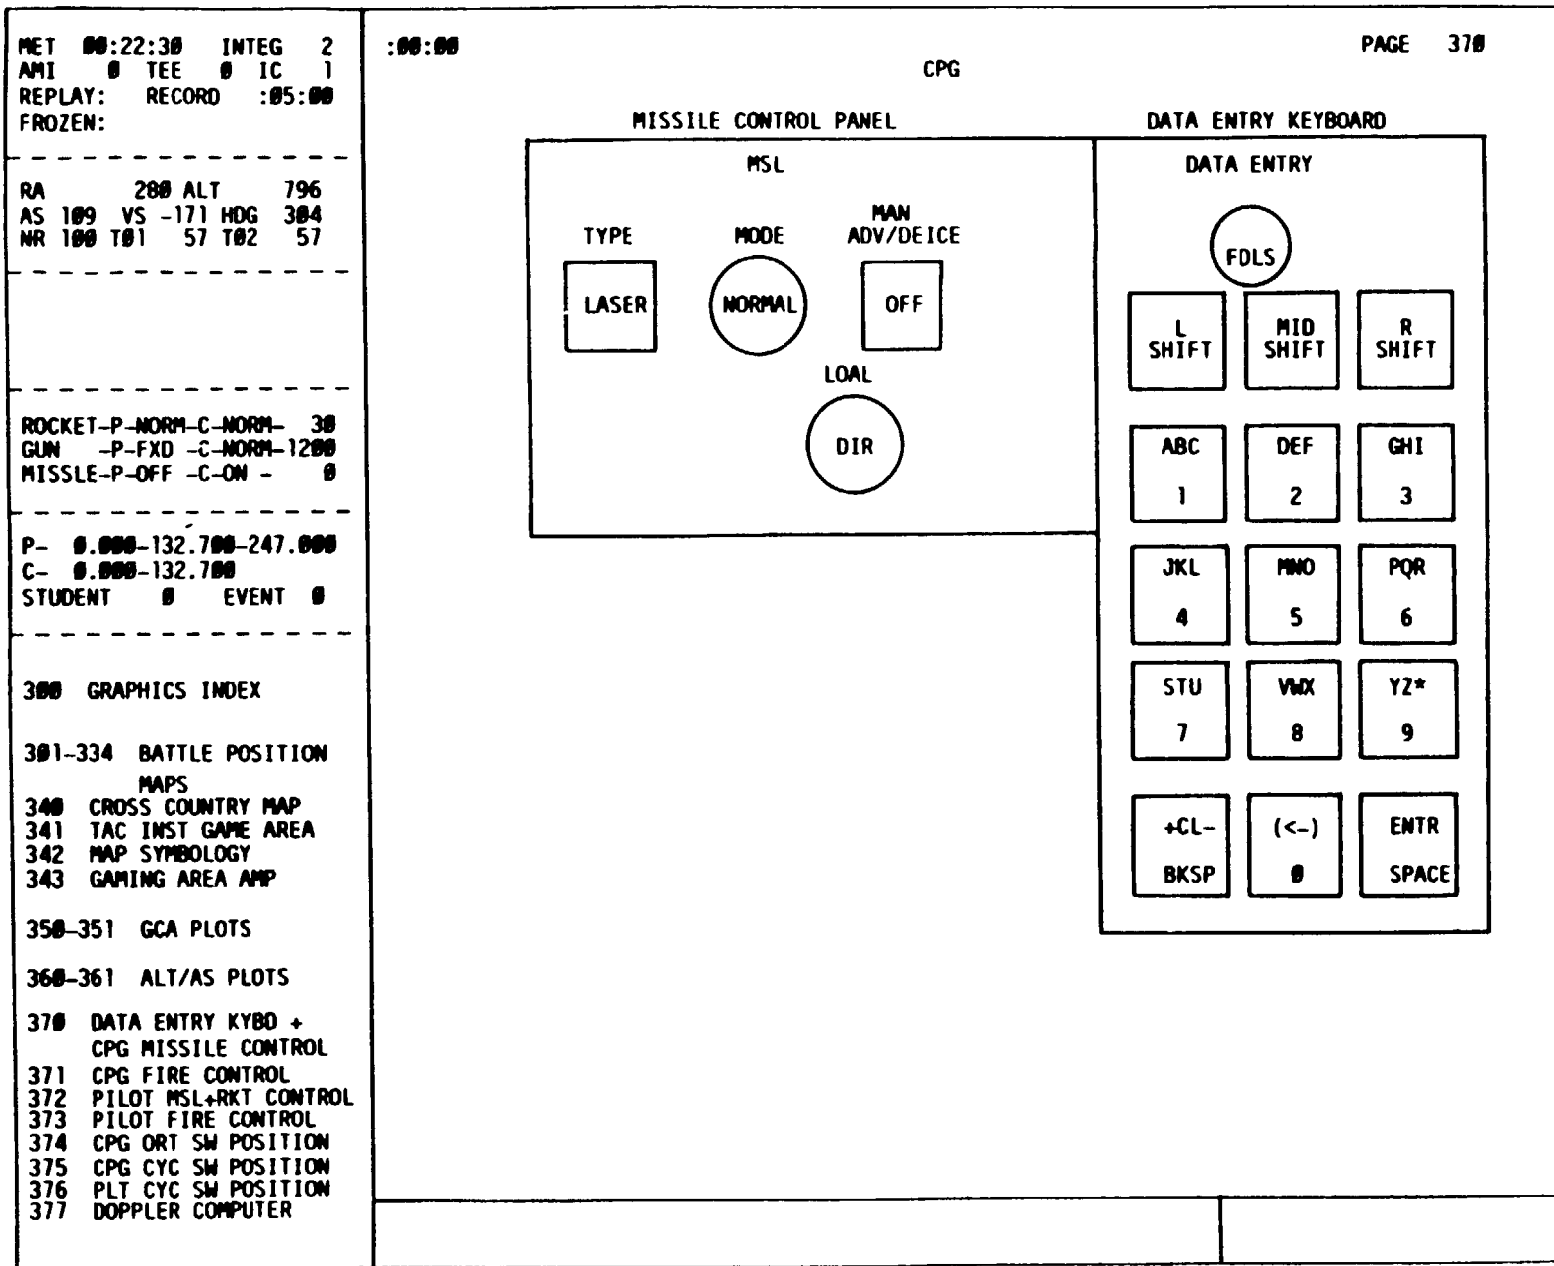 MET 00:22:30 INTEG 2
AMI 0 TEE 0 IC 1
REPLAY: RECORD :05:00
FROZEN:
RA 280 ALT 796
AS 109 VS -171 HDG 304
NR 100 T01 57 T02 57
ROCKET-P-NORM-C-NORM- 30
GUN -P-FXD -C-NORM-1200
MISSLE-P-OFF -C-ON - 0
P- 0.000-132.700-247.000
C- 0.000-132.700
STUDENT 0 EVENT 0
300 GRAPHICS INDEX
301-334 BATTLE POSITION
MAPS
340 CROSS COUNTRY MAP
341 TAC INST GAME AREA
342 MAP SYMBOLOGY
343 GAMING AREA AMP
350-351 GCA PLOTS
360-361 ALT/AS PLOTS
370 DATA ENTRY KYBD +
CPG MISSILE CONTROL
371 CPG FIRE CONTROL
372 PILOT MSL+RKT CONTROL
373 PILOT FIRE CONTROL
374 CPG ORT SW POSITION
375 CPG CYC SW POSITION
376 PLT CYC SW POSITION
377 DOPPLER COMPUTER
:00:00 PAGE 370
CPG
MISSILE CONTROL PANEL
MSL
TYPE MODE MAN
ADV/DEICE
LASER NORMAL OFF
LOAL
DIR
DATA ENTRY KEYBOARD
DATA ENTRY
FDLS
L SHIFT MID SHIFT R SHIFT
ABC DEF GHI
1 2 3
JKL MNO PQR
4 5 6
STU VWX YZ*
7 8 9
+CL- (<-) ENTR
BKSP 0 SPACE